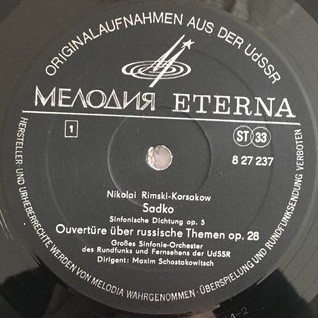 ORIGINALAUFNAHMEN AUS DER UdSSR
МЕЛОДИЯ ETERNA
1
ST 33
8 27 237
Nikolai Rimski-Korsakow
Sadko
Sinfonische Dichtung op. 5
Ouvertüre über russische Themen op. 28
Großes Sinfonie-Orchester
des Rundfunks und Fernsehens der UdSSR
Dirigent: Maxim Schostakowitsch
HERSTELLER- UND URHEBERRECHTE WERDEN VON MELODIA WAHRGENOMMEN · ÜBERSPIELUNG UND RUNDFUNKSENDUNG VERBOTEN